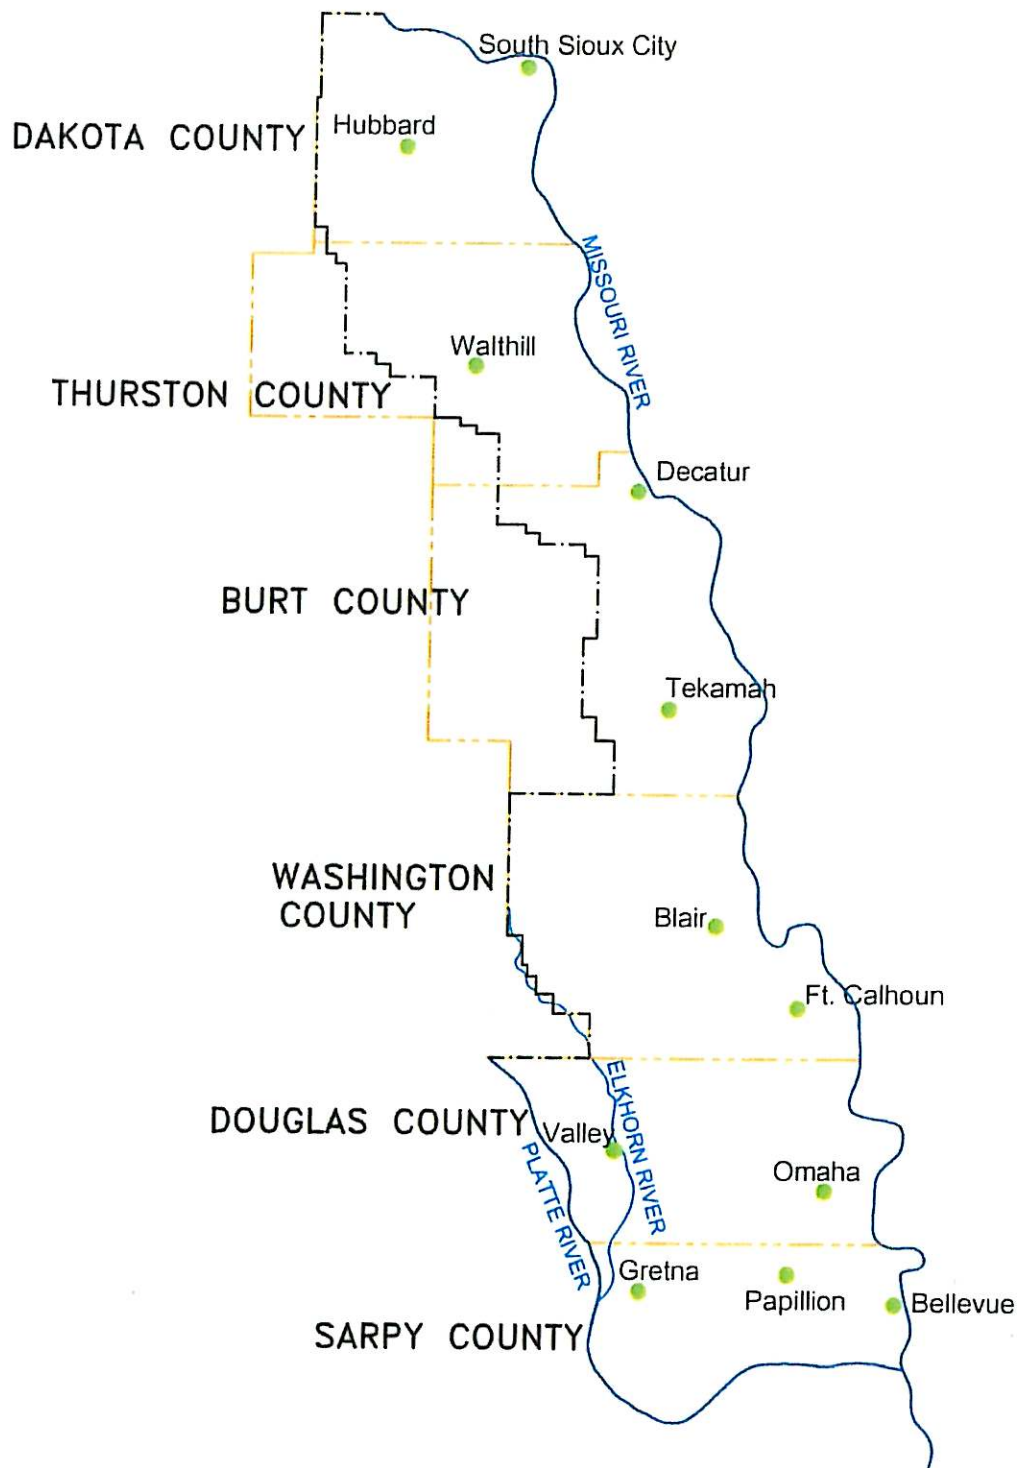 South Sioux City
DAKOTA COUNTY
Hubbard
MISSOURI RIVER
Walthill
THURSTON COUNTY
Decatur
BURT COUNTY
Tekamah
WASHINGTON
COUNTY
Blair
Ft. Calhoun
ELKHORN RIVER
DOUGLAS COUNTY
Valley
PLATTE RIVER
Omaha
Gretna
Papillion
Bellevue
SARPY COUNTY